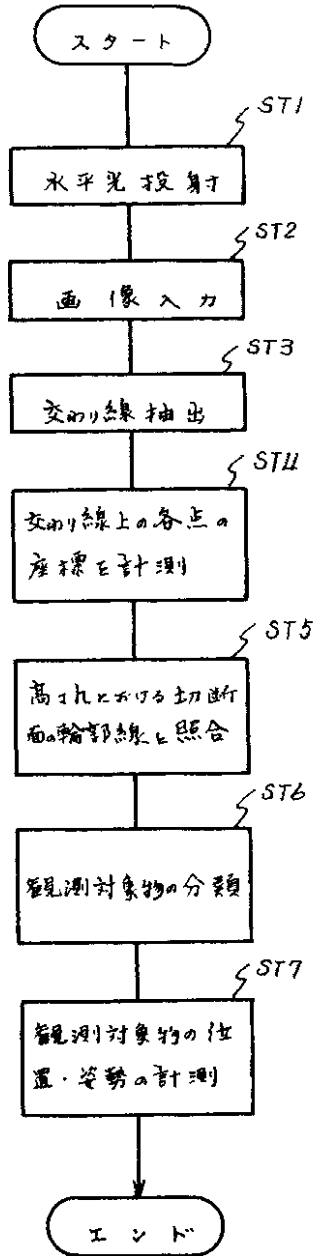 スタート
ST1
水平光投射
ST2
画像入力
ST3
交わり線抽出
ST4
交わり線上の各点の
座標を計測
ST5
高さhにおける切断
面の輪郭線と照合
ST6
観測対象物の分類
ST7
観測対象物の位
置・姿勢の計測
エンド